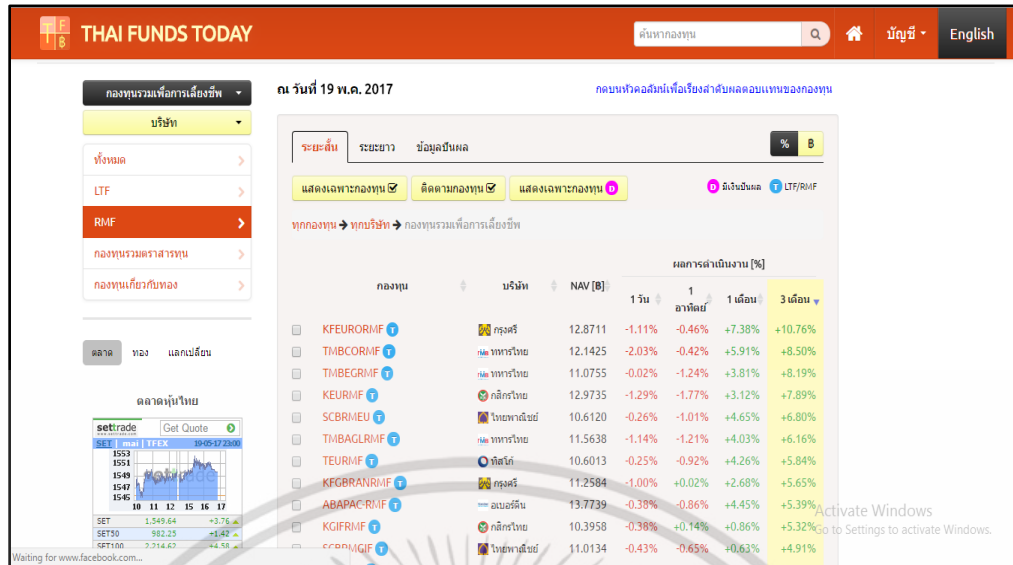 THAI FUNDS TODAY
ค้นหากองทุน
บัญชี
English
กองทุนรวมเพื่อการเลี้ยงชีพ
บริษัท
ทั้งหมด
LTF
RMF
กองทุนรวมตราสารทุน
กองทุนเกี่ยวกับทอง
ตลาด ทอง แลกเปลี่ยน
ตลาดหุ้นไทย
settrade Get Quote
SET | mai | TFEX 19-05-17 23:00
1553
1551
1549
1547
1545
10 11 12 15 16 17
SET 1,549.64 +3.76
SET50 982.25 +1.42
SET100 2,214.62 +4.58
Waiting for www.facebook.com...
ณ วันที่ 19 พ.ค. 2017
กดบนหัวคอลัมน์เพื่อเรียงลำดับผลตอบแทนของกองทุน
ระยะสั้น ระยะยาว ข้อมูลปันผล
% B
แสดงเฉพาะกองทุน ติดตามกองทุน แสดงเฉพาะกองทุน D
D มีเงินปันผล T LTF/RMF
ทุกกองทุน ➔ ทุกบริษัท ➔ กองทุนรวมเพื่อการเลี้ยงชีพ
ผลการดำเนินงาน [%]
กองทุน บริษัท NAV [฿] 1 วัน 1 อาทิตย์ 1 เดือน 3 เดือน
KFEURORMF T กรุงศรี 12.8711 -1.11% -0.46% +7.38% +10.76%
TMBCORMF T ทหารไทย 12.1425 -2.03% -0.42% +5.91% +8.50%
TMBEGRMF T ทหารไทย 11.0755 -0.02% -1.24% +3.81% +8.19%
KEURMF T กสิกรไทย 12.9735 -1.29% -1.77% +3.12% +7.89%
SCBRMEU T ไทยพาณิชย์ 10.6120 -0.26% -1.01% +4.65% +6.80%
TMBAGLRMF T ทหารไทย 11.5638 -1.14% -1.21% +4.03% +6.16%
TEURMF T ทิสโก้ 10.6013 -0.25% -0.92% +4.26% +5.84%
KFGBRANRMF T กรุงศรี 11.2584 -1.00% +0.02% +2.68% +5.65%
ABAPAC-RMF T อเบอร์ดีน 13.7739 -0.38% -0.86% +4.45% +5.39%
KGIFRMF T กสิกรไทย 10.3958 -0.38% +0.14% +0.86% +5.32%
SCBRMGIF T ไทยพาณิชย์ 11.0134 -0.43% -0.65% +0.63% +4.91%
Activate Windows
Go to Settings to activate Windows.